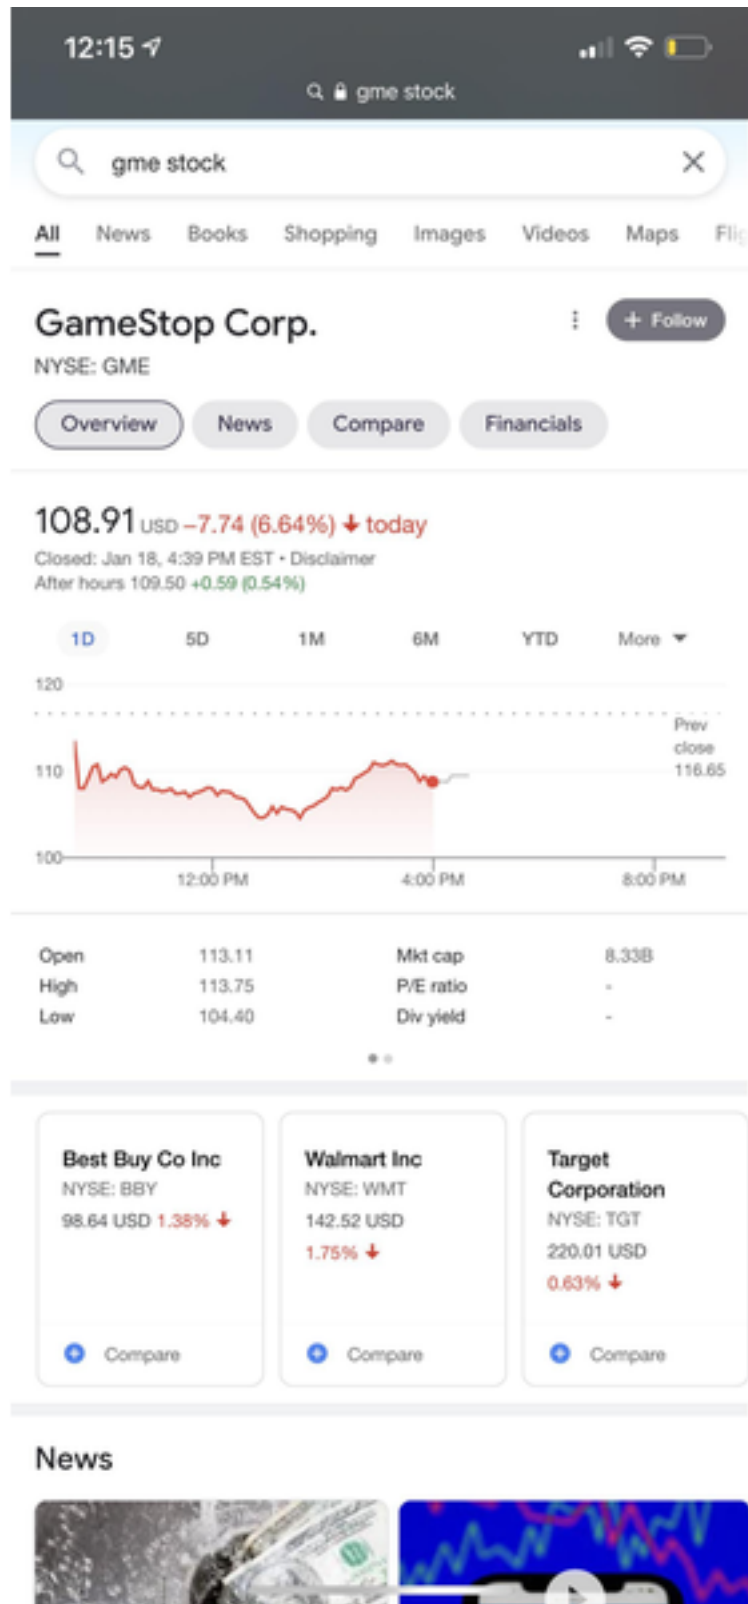 12:15
gme stock
gme stock
All News Books Shopping Images Videos Maps
GameStop Corp.
+ Follow
NYSE: GME
Overview News Compare Financials
108.91 USD −7.74 (6.64%) ↓ today
Closed: Jan 18, 4:39 PM EST • Disclaimer
After hours 109.50 +0.59 (0.54%)
1D 5D 1M 6M YTD More
120
Prev
close
116.65
110
100
12:00 PM 4:00 PM 8:00 PM
Open 113.11 Mkt cap 8.33B
High 113.75 P/E ratio -
Low 104.40 Div yield -
Best Buy Co Inc
NYSE: BBY
98.64 USD 1.38% ↓
Compare
Walmart Inc
NYSE: WMT
142.52 USD
1.75% ↓
Compare
Target
Corporation
NYSE: TGT
220.01 USD
0.63% ↓
Compare
News